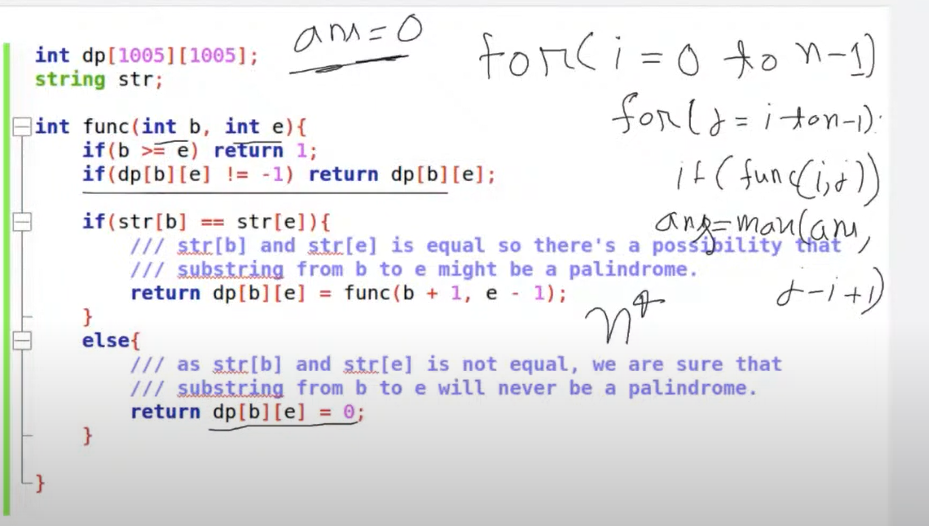 int dp[1005][1005];
string str;
int func(int b, int e){
if(b >= e) return 1;
if(dp[b][e] != -1) return dp[b][e];
if(str[b] == str[e]){
/// str[b] and str[e] is equal so there's a possibility that
/// substring from b to e might be a palindrome.
return dp[b][e] = func(b + 1, e - 1);
}
else{
/// as str[b] and str[e] is not equal, we are sure that
/// substring from b to e will never be a palindrome.
return dp[b][e] = 0;
}
}
ans = 0
for( i = 0 to n-1)
for( j = i to n-1):
if ( func(i,j))
ans = max(ans,
j-i+1)